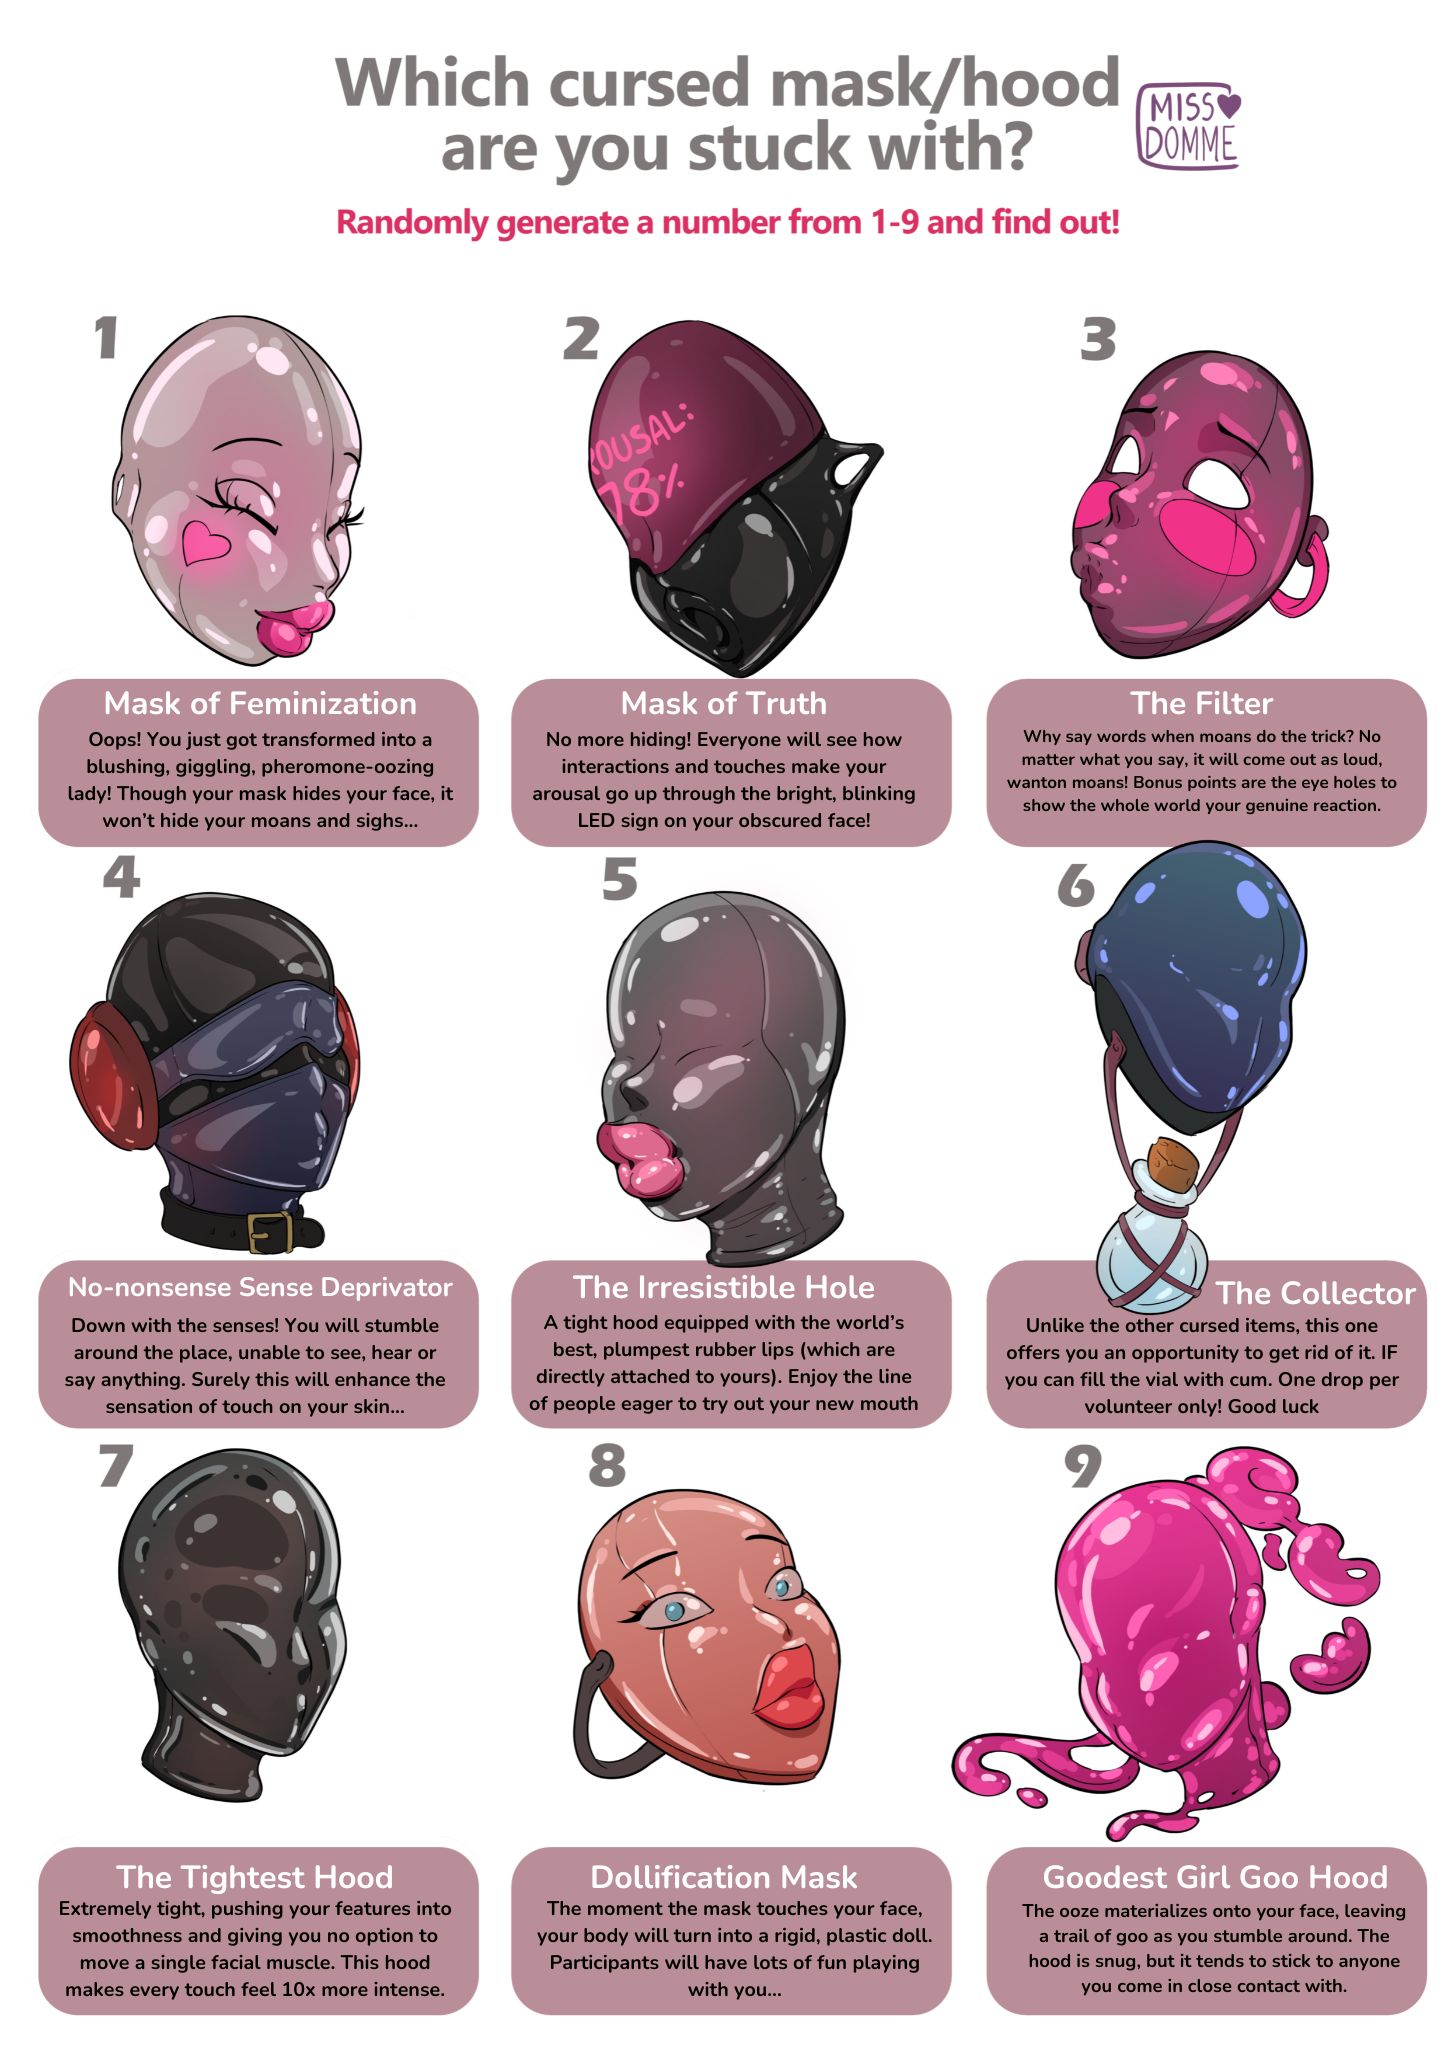 Which cursed mask/hood
are you stuck with?
MISS
DOMME
Randomly generate a number from 1-9 and find out!
1
2
3
ROUSAL:
78%
Mask of Feminization
Oops! You just got transformed into a
blushing, giggling, pheromone-oozing
lady! Though your mask hides your face, it
won't hide your moans and sighs...
Mask of Truth
No more hiding! Everyone will see how
interactions and touches make your
arousal go up through the bright, blinking
LED sign on your obscured face!
The Filter
Why say words when moans do the trick? No
matter what you say, it will come out as loud,
wanton moans! Bonus points are the eye holes to
show the whole world your genuine reaction.
4
5
6
No-nonsense Sense Deprivator
Down with the senses! You will stumble
around the place, unable to see, hear or
say anything. Surely this will enhance the
sensation of touch on your skin...
The Irresistible Hole
A tight hood equipped with the world's
best, plumpest rubber lips (which are
directly attached to yours). Enjoy the line
of people eager to try out your new mouth
The Collector
Unlike the other cursed items, this one
offers you an opportunity to get rid of it. IF
you can fill the vial with cum. One drop per
volunteer only! Good luck
7
8
9
The Tightest Hood
Extremely tight, pushing your features into
smoothness and giving you no option to
move a single facial muscle. This hood
makes every touch feel 10x more intense.
Dollification Mask
The moment the mask touches your face,
your body will turn into a rigid, plastic doll.
Participants will have lots of fun playing
with you...
Goodest Girl Goo Hood
The ooze materializes onto your face, leaving
a trail of goo as you stumble around. The
hood is snug, but it tends to stick to anyone
you come in close contact with.